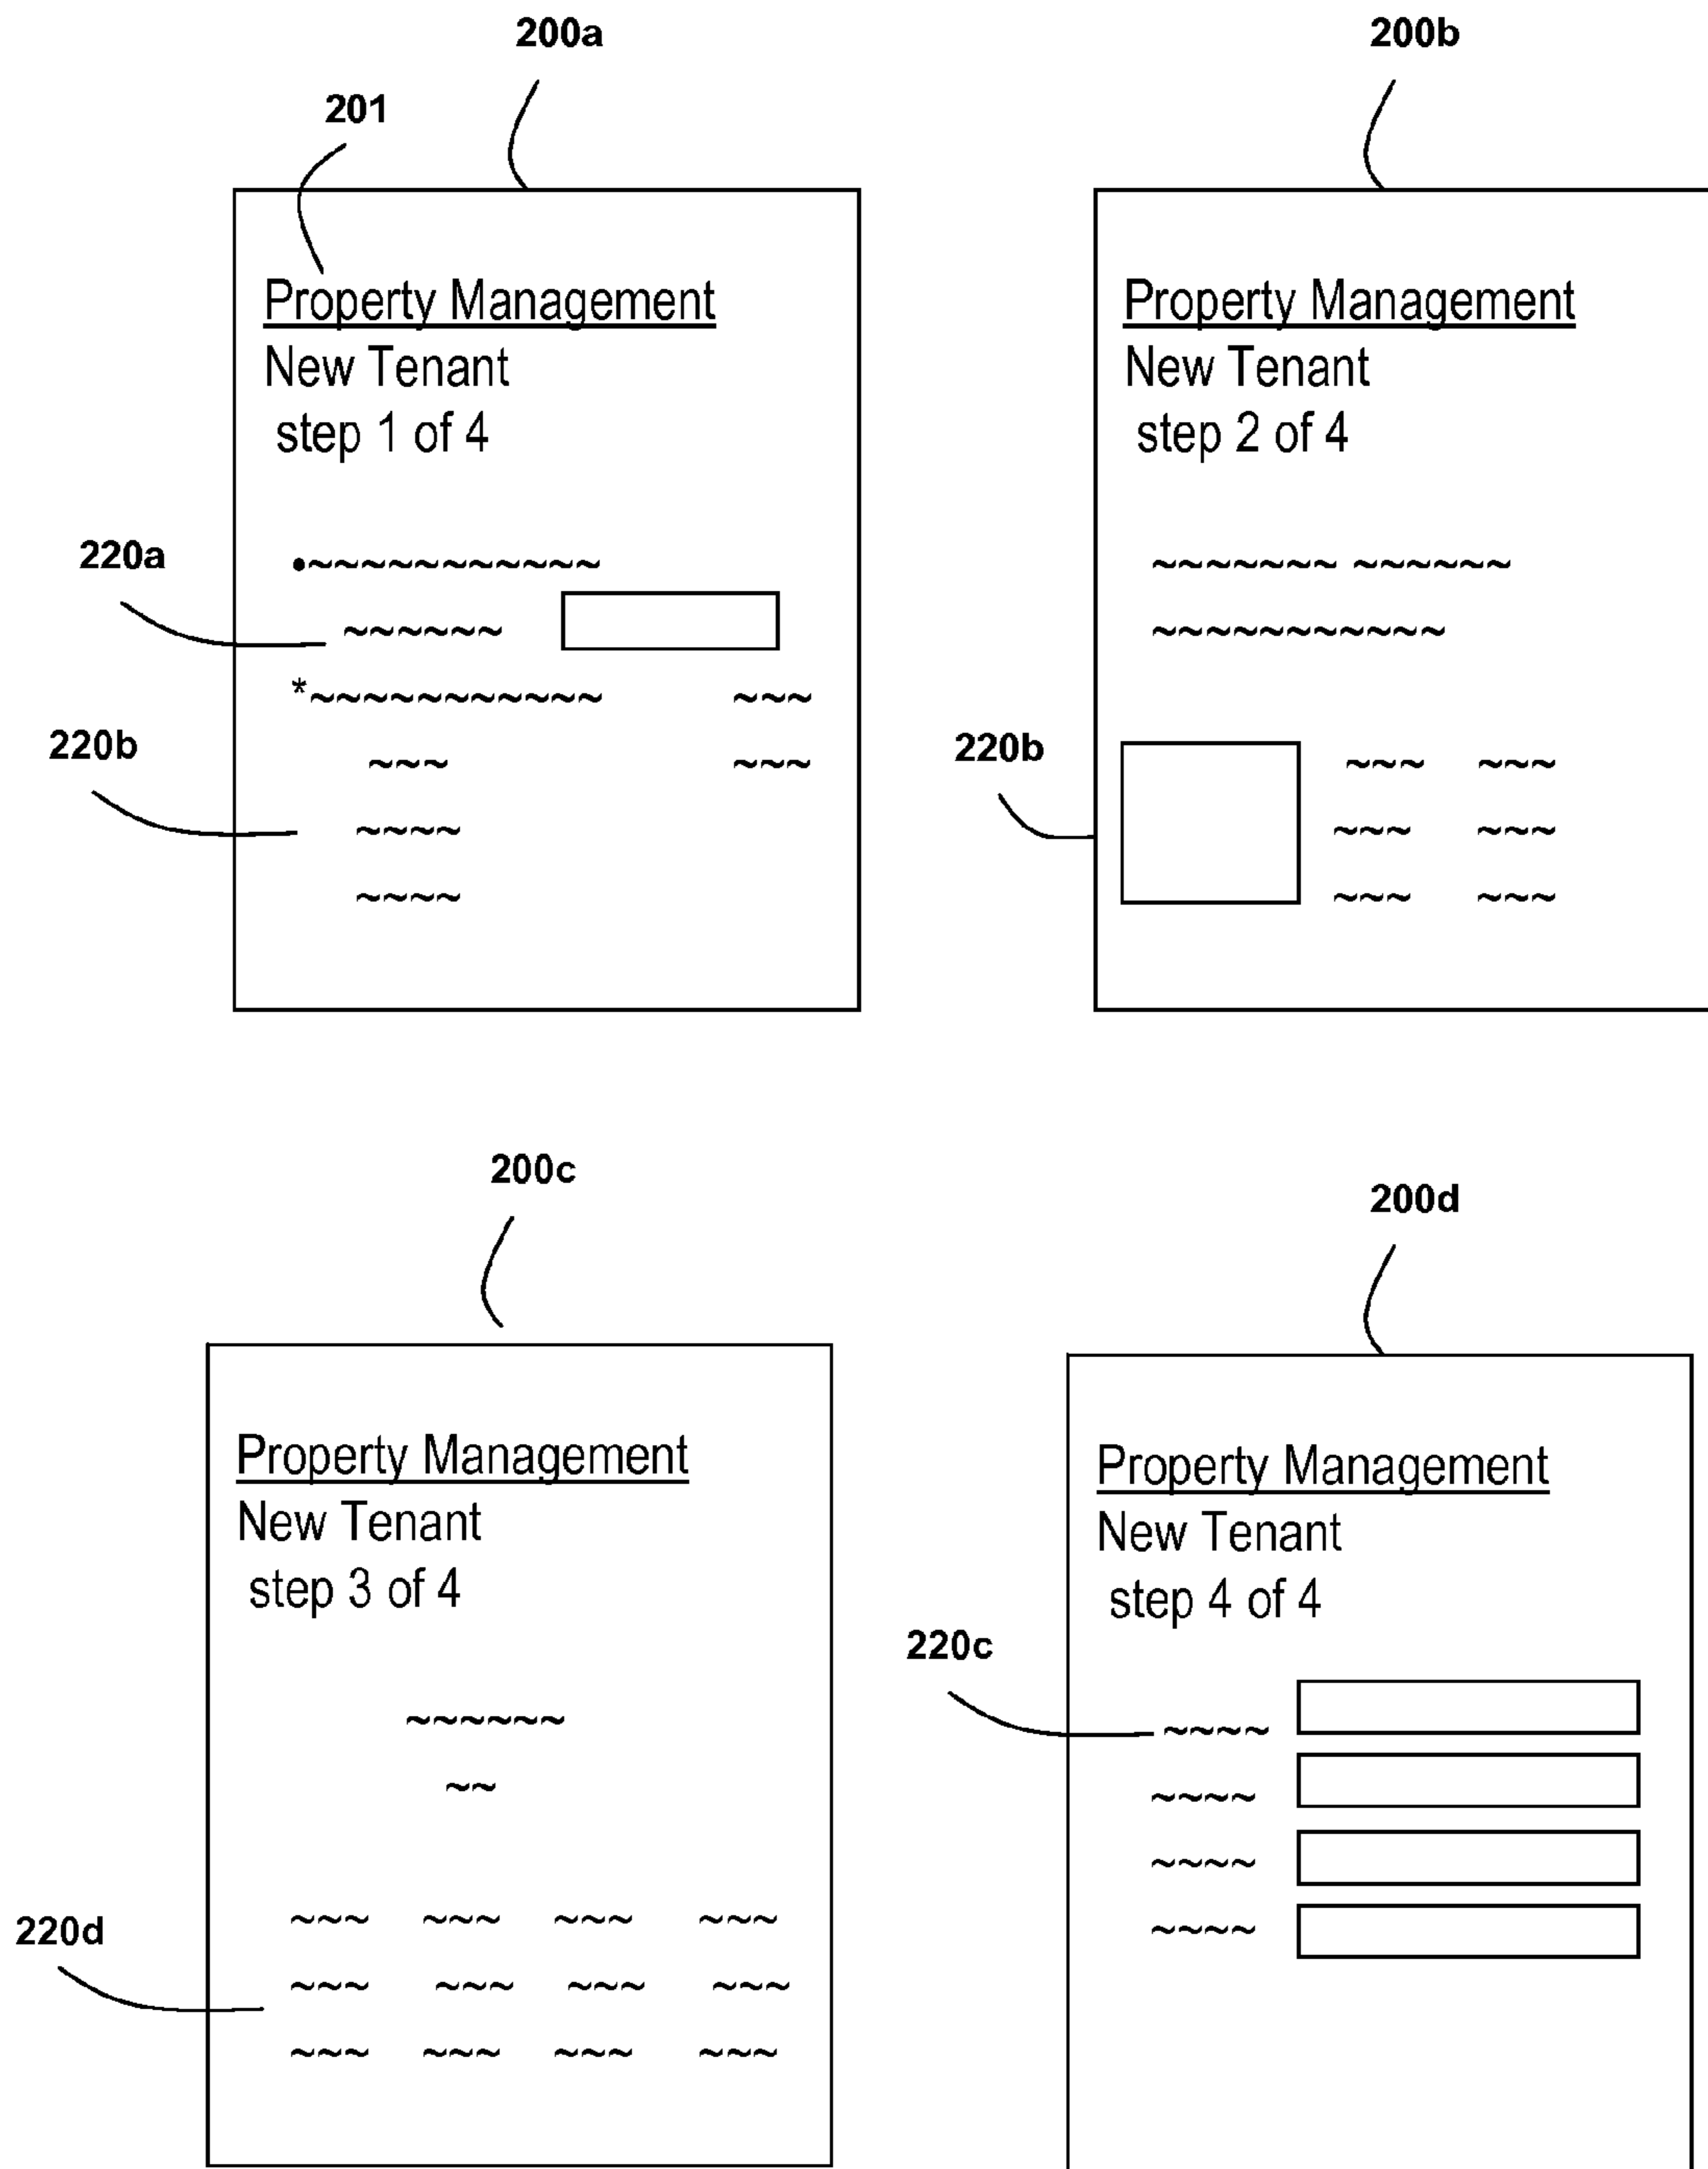 200a
201
Property Management
New Tenant
step 1 of 4
220a
•~~~~~~~~~~~
~~~~~~
*~~~~~~~~~~~ ~~~
220b
~~~ ~~~
~~~~
~~~~
200b
Property Management
New Tenant
step 2 of 4
~~~~~~~ ~~~~~~
~~~~~~~~~~~
220b
~~~ ~~~
~~~ ~~~
~~~ ~~~
200c
Property Management
New Tenant
step 3 of 4
~~~~~~
~~
220d
~~~ ~~~ ~~~ ~~~
~~~ ~~~ ~~~ ~~~
~~~ ~~~ ~~~ ~~~
200d
Property Management
New Tenant
step 4 of 4
220c
~~~~
~~~~
~~~~
~~~~